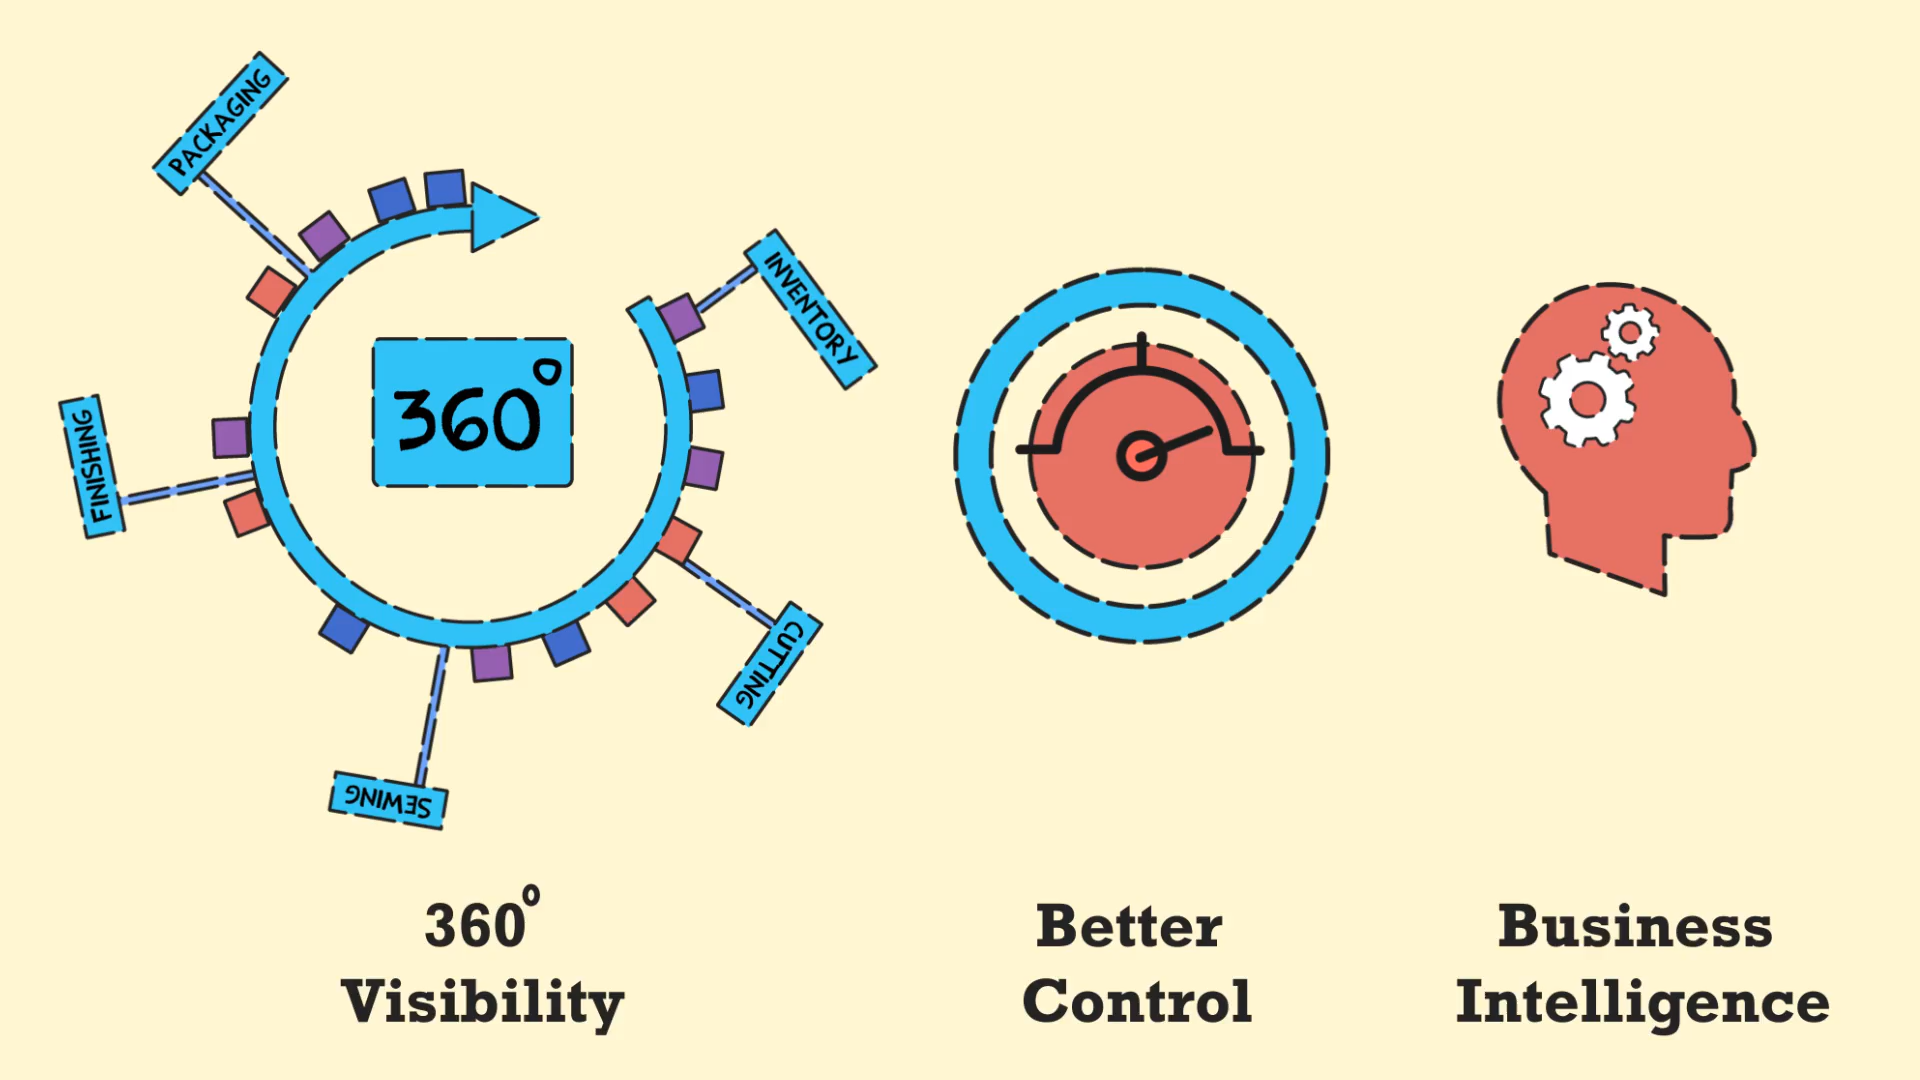 PACKAGING
INVENTORY
360°
FINISHING
CUTTING
SEWING
360°
Visibility
Better
Control
Business
Intelligence